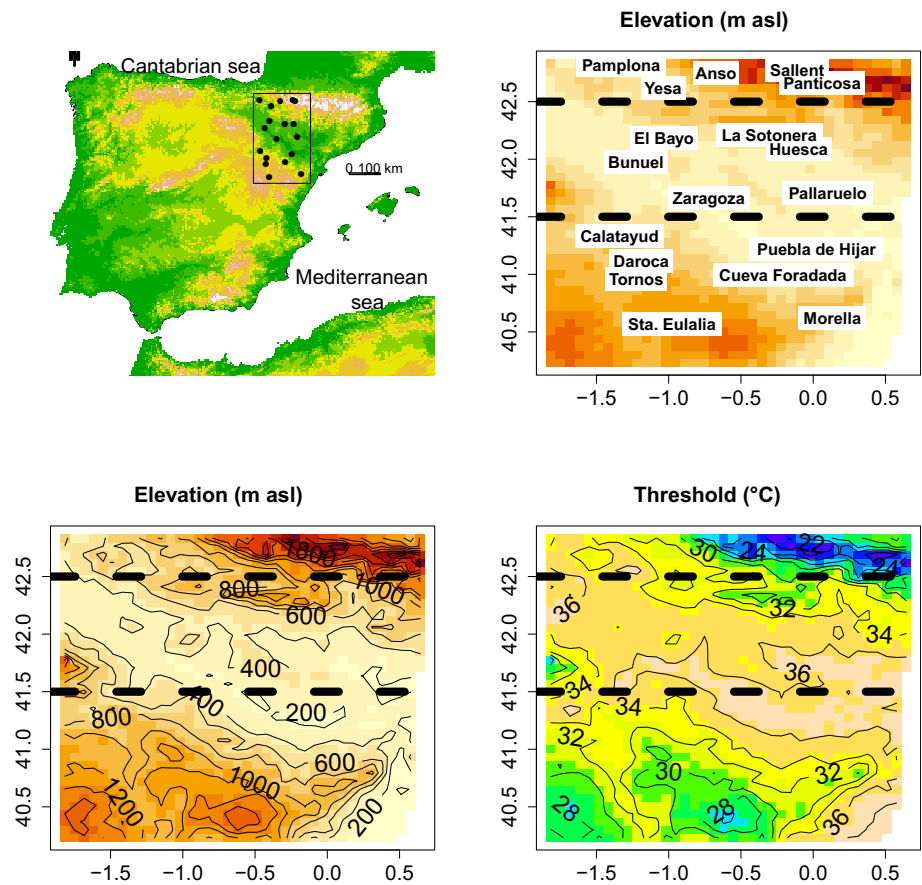 Cantabrian sea
0 100 km
Mediterranean
sea
Elevation (m asl)
Pamplona
Anso
Sallent
Yesa
Panticosa
El Bayo
La Sotonera
Bunuel
Huesca
Zaragoza
Pallaruelo
Calatayud
Puebla de Hijar
Daroca
Cueva Foradada
Tornos
Sta. Eulalia
Morella
42.5
42.0
41.5
41.0
40.5
−1.5 −1.0 −0.5 0.0 0.5
Elevation (m asl)
1800
1000
800
600
400
400
200
800
600
1000
1200
200
42.5
42.0
41.5
41.0
40.5
−1.5 −1.0 −0.5 0.0 0.5
Threshold (°C)
30
24
22
24
36
32
34
36
34
34
32
30
32
28
28
36
42.5
42.0
41.5
41.0
40.5
−1.5 −1.0 −0.5 0.0 0.5